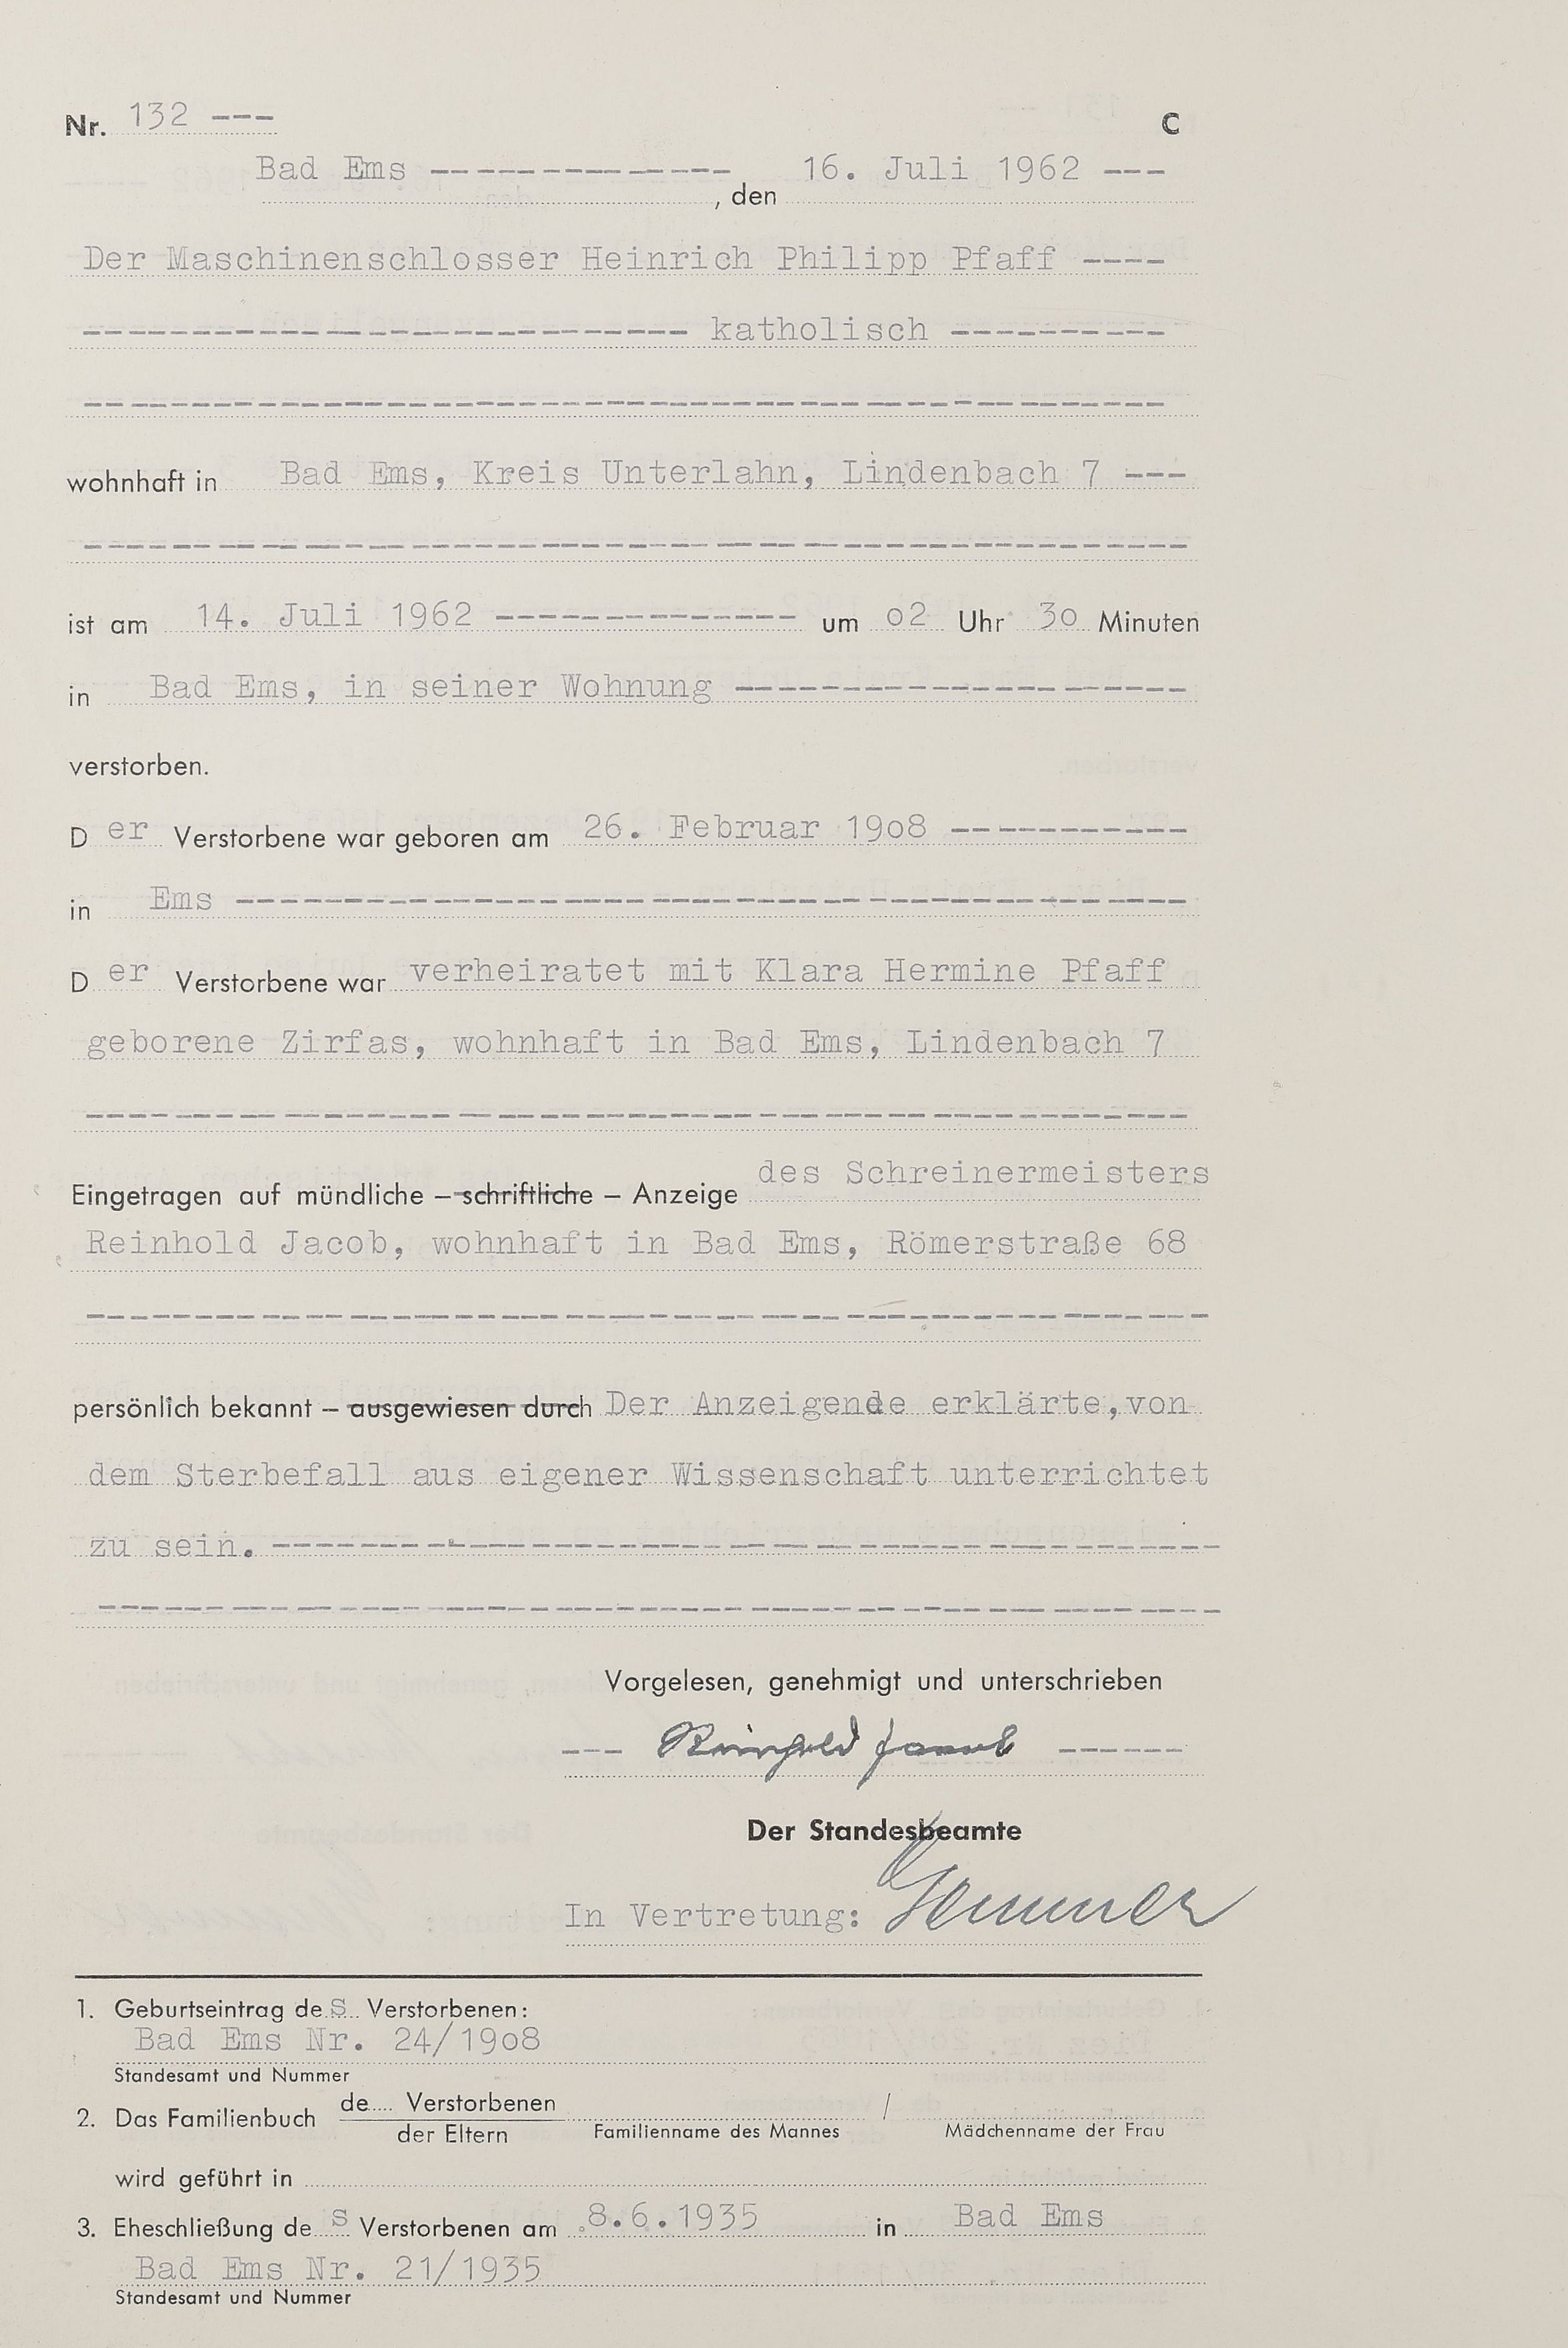 Nr. 132 --- C
Bad Ems --------------, den 16. Juli 1962 ---
Der Maschinenschlosser Heinrich Philipp Pfaff ----
---------------------------- katholisch ----------
wohnhaft in Bad Ems, Kreis Unterlahn, Lindenbach 7 ---
ist am 14. Juli 1962 -------------- um o2 Uhr 3o Minuten
in Bad Ems, in seiner Wohnung ---------------------
verstorben.
D er Verstorbene war geboren am 26. Februar 19o8 -----------
in Ems --------------------------------------------
D er Verstorbene war verheiratet mit Klara Hermine Pfaff
geborene Zirfas, wohnhaft in Bad Ems, Lindenbach 7
Eingetragen auf mündliche – schriftliche – Anzeige des Schreinermeisters
Reinhold Jacob, wohnhaft in Bad Ems, Römerstraße 68
persönlich bekannt – ausgewiesen durch Der Anzeigende erklärte,von
dem Sterbefall aus eigener Wissenschaft unterrichtet
zu sein. --------------------------------------------
Vorgelesen, genehmigt und unterschrieben
--- Reinhold Jacob ------
Der Standesbeamte
In Vertretung:
1. Geburtseintrag des Verstorbenen:
Bad Ems Nr. 24/19o8
Standesamt und Nummer
2. Das Familienbuch de.... Verstorbenen /
der Eltern Familienname des Mannes Mädchenname der Frau
wird geführt in
3. Eheschließung des Verstorbenen am 8.6.1935 in Bad Ems
Bad Ems Nr. 21/1935
Standesamt und Nummer